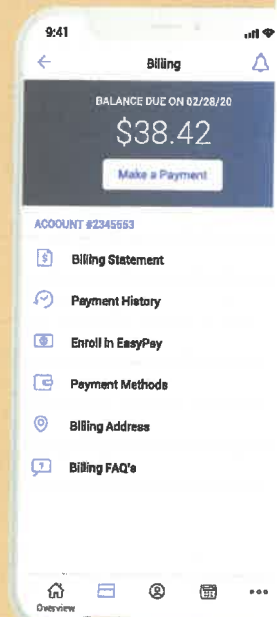 9:41
Billing
BALANCE DUE ON 02/28/20
$38.42
Make a Payment
ACCOUNT #2345553
Billing Statement
Payment History
Enroll in EasyPay
Payment Methods
Billing Address
Billing FAQ's
Overview